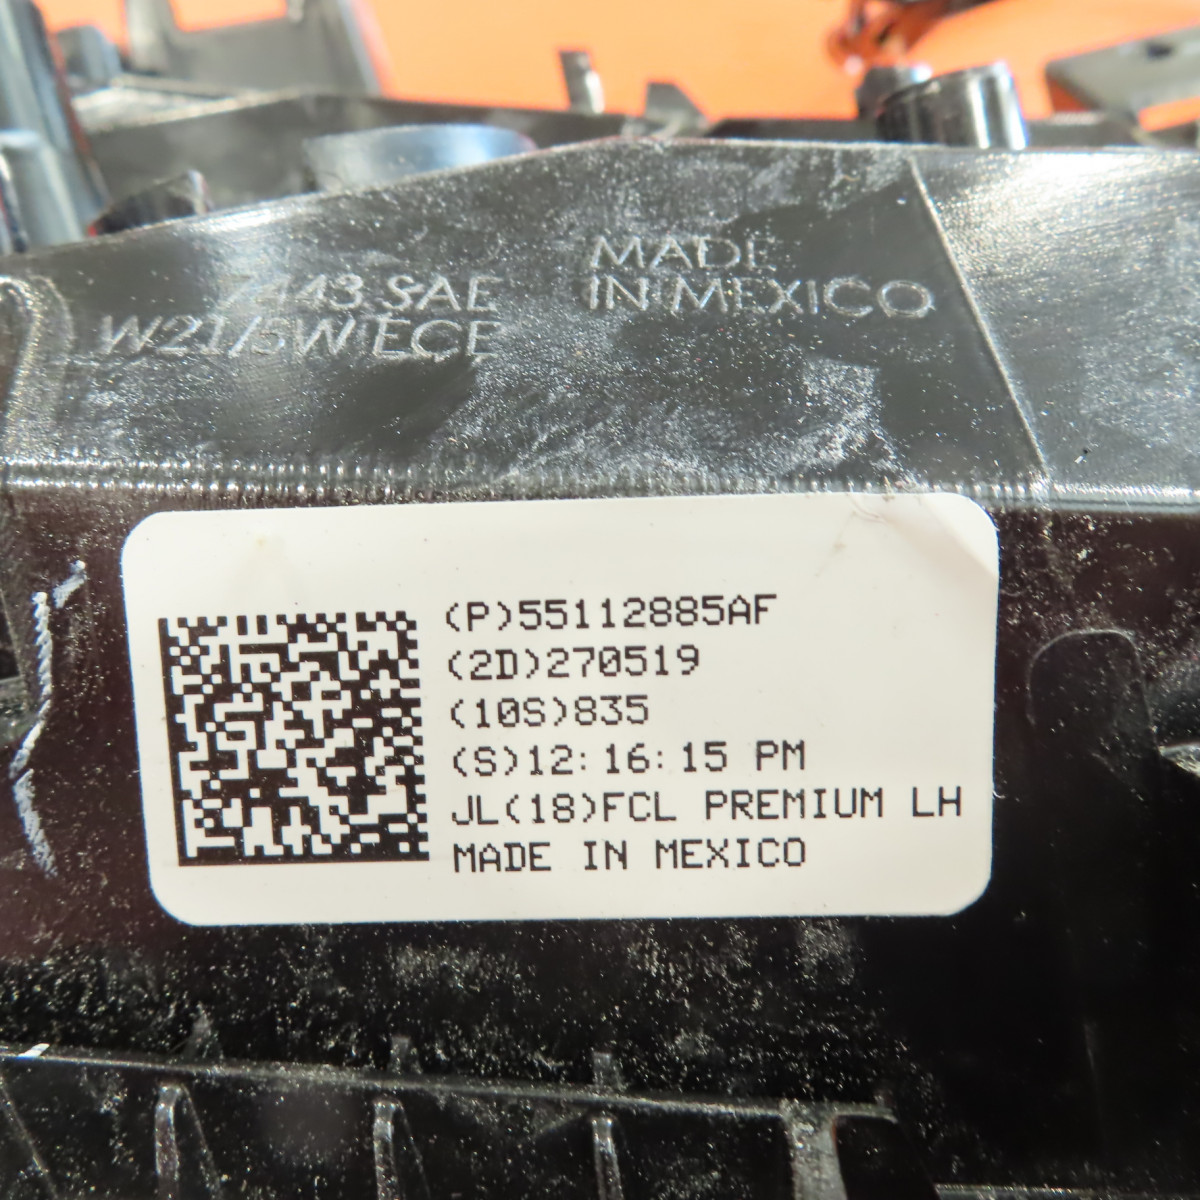 MADE
IN MEXICO
7443 SAE
W21/5W ECE
(P)55112885AF
(2D)270519
(10S)835
(S)12:16:15 PM
JL(18)FCL PREMIUM LH
MADE IN MEXICO